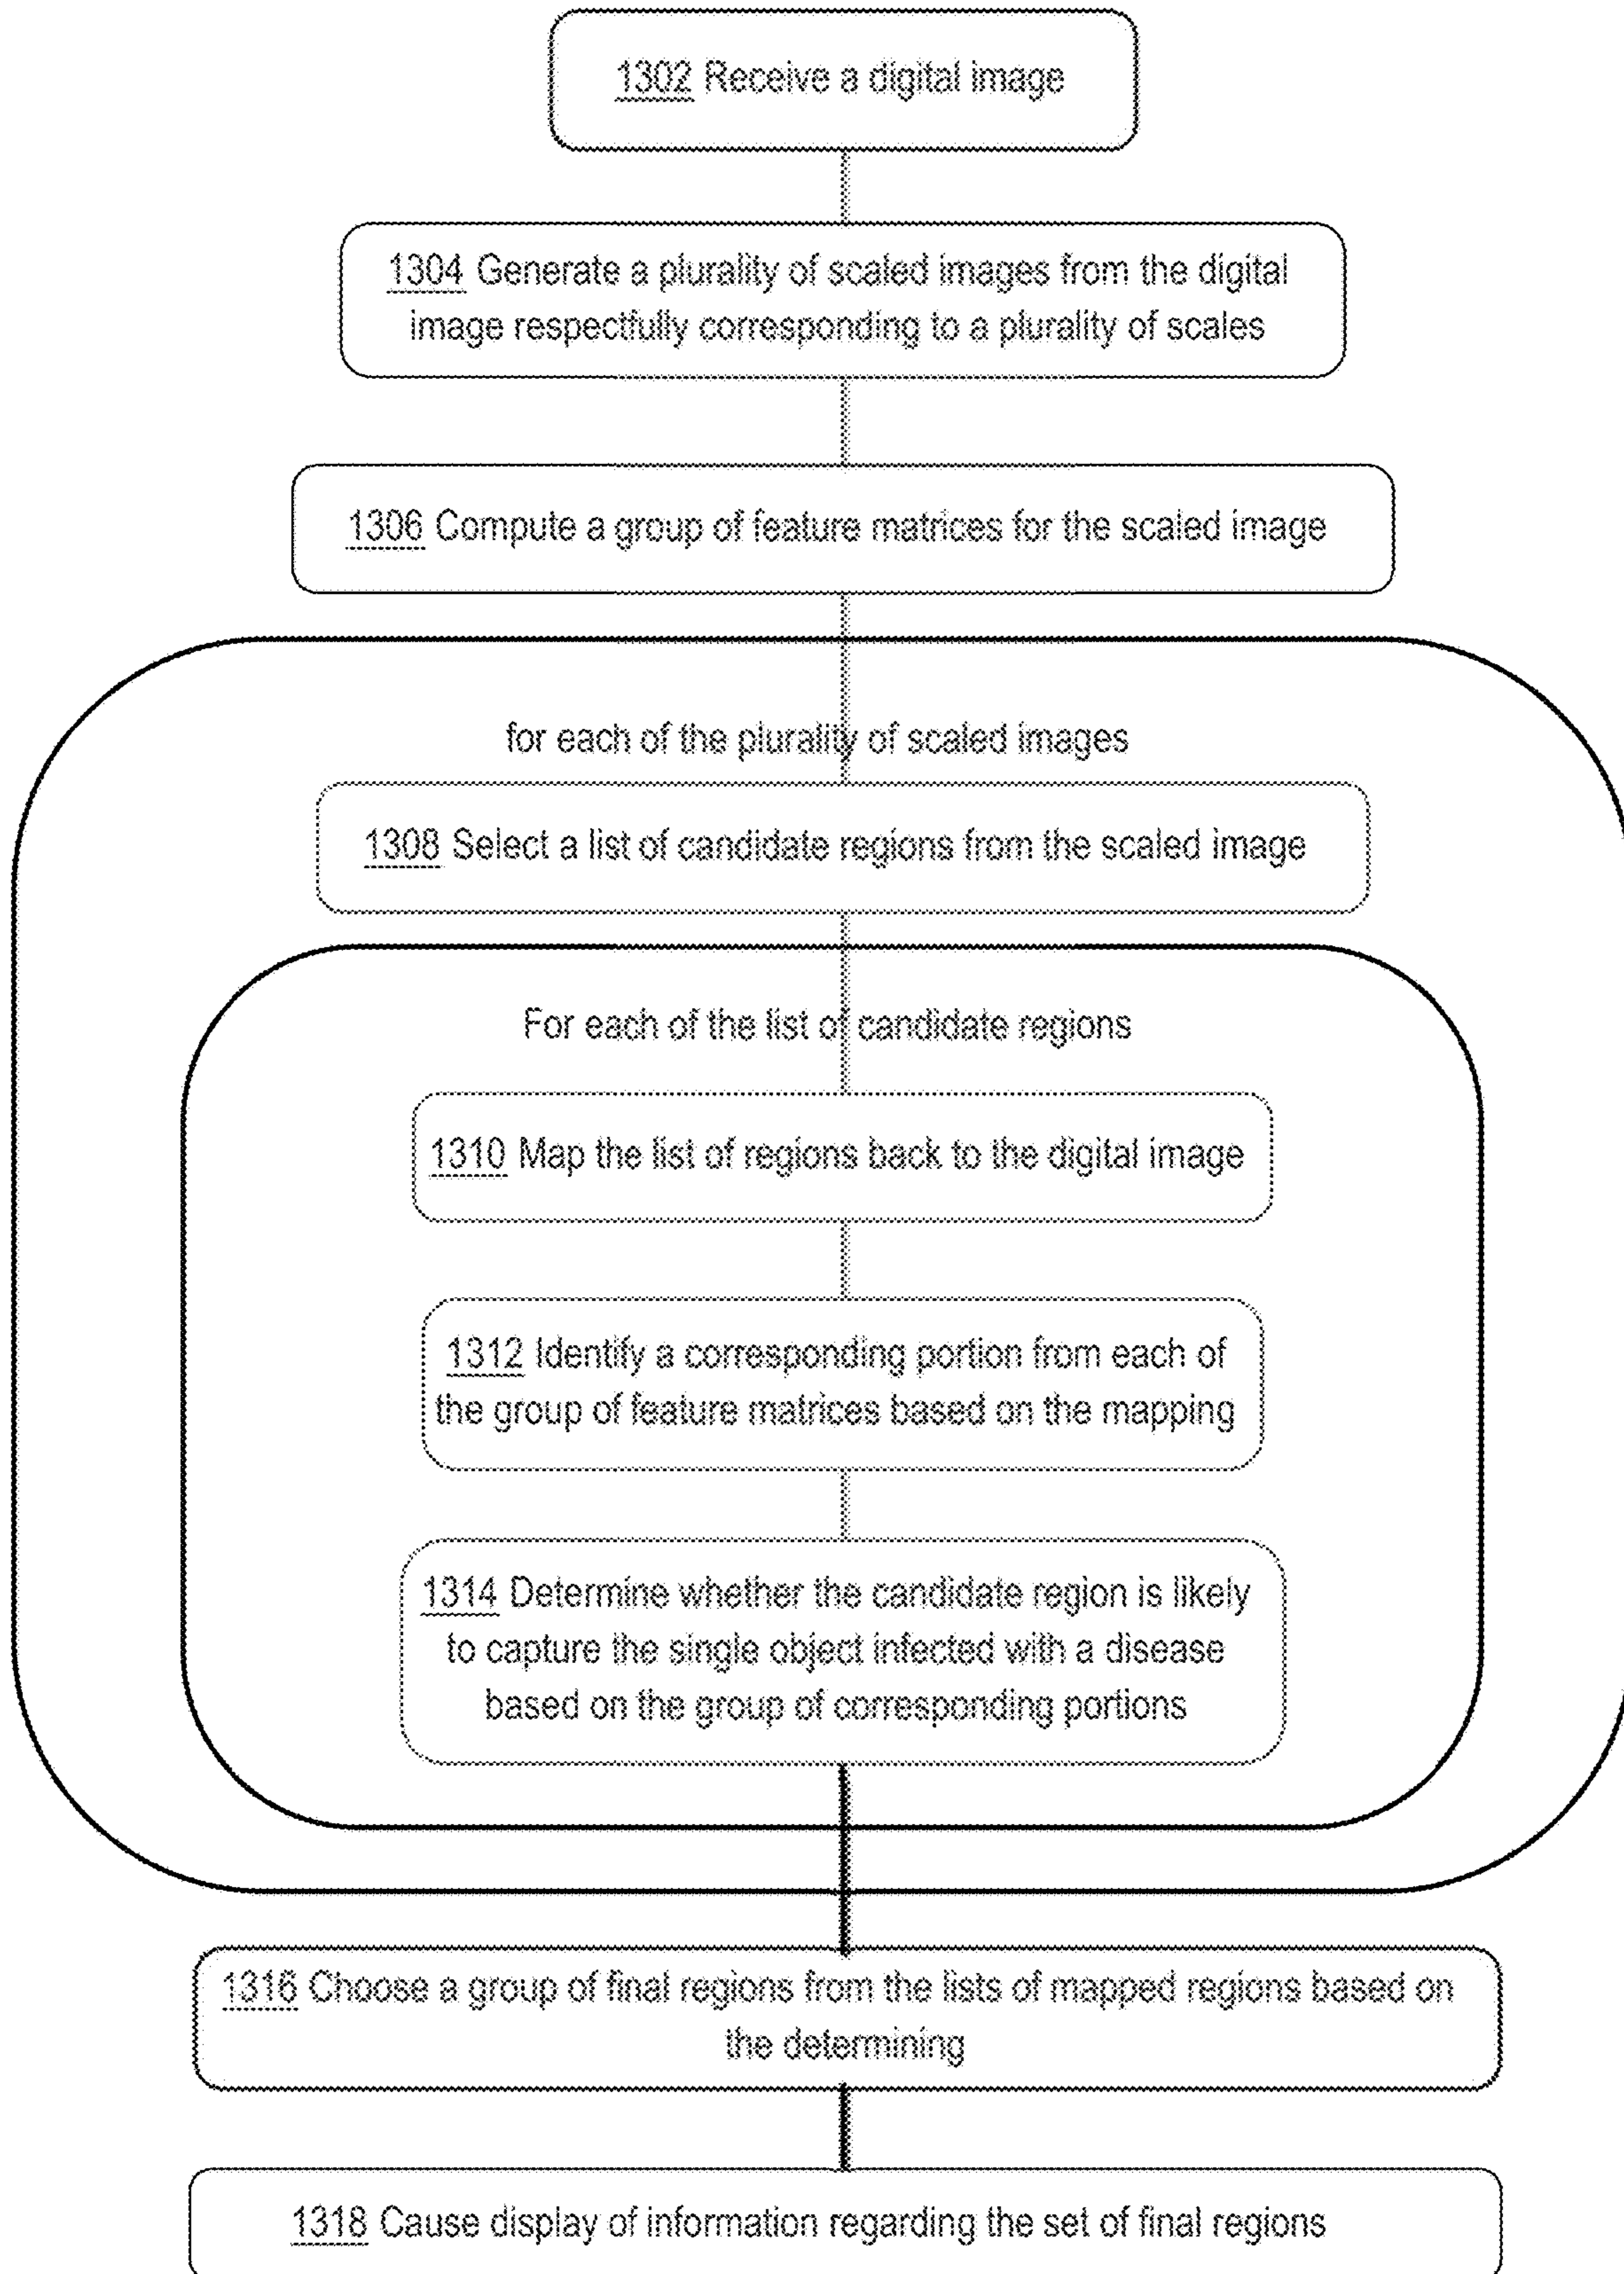 1302 Receive a digital image
1304 Generate a plurality of scaled images from the digital
image respectfully corresponding to a plurality of scales
1306 Compute a group of feature matrices for the scaled image
for each of the plurality of scaled images
1308 Select a list of candidate regions from the scaled image
For each of the list of candidate regions
1310 Map the list of regions back to the digital image
1312 Identify a corresponding portion from each of
the group of feature matrices based on the mapping
1314 Determine whether the candidate region is likely
to capture the single object infected with a disease
based on the group of corresponding portions
1316 Choose a group of final regions from the lists of mapped regions based on
the determining
1318 Cause display of information regarding the set of final regions